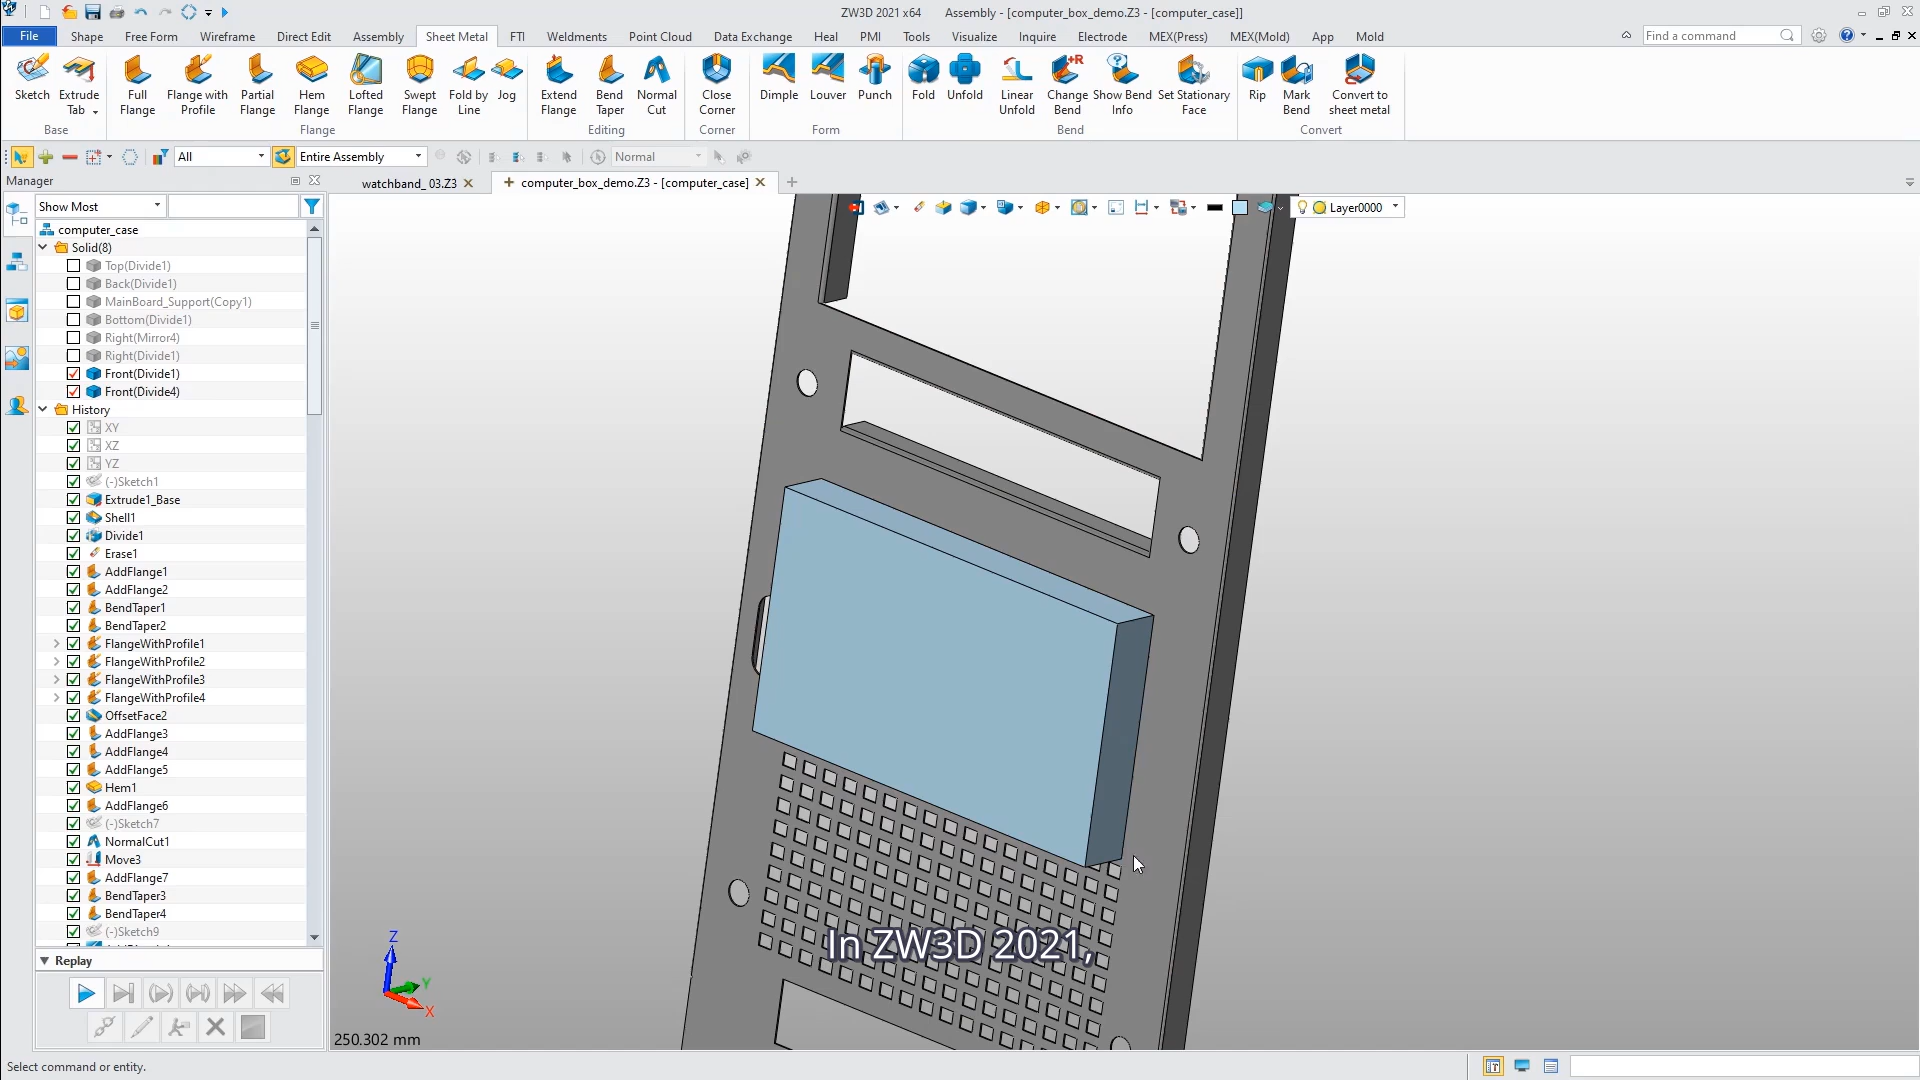 ZW3D 2021 x64 Assembly - [computer_box_demo.Z3 - [computer_case]]
File Shape Free Form Wireframe Direct Edit Assembly Sheet Metal FTI Weldments Point Cloud Data Exchange Heal PMI Tools Visualize Inquire Electrode MEX(Press) MEX(Mold) App Mold Find a command
Sketch Extrude Tab Full Flange Flange with Profile Partial Flange Hem Flange Lofted Flange Swept Flange Fold by Line Jog Extend Flange Bend Taper Normal Cut Close Corner Dimple Louver Punch Fold Unfold Linear Unfold Change Bend Show Bend Info Set Stationary Face Rip Mark Bend Convert to sheet metal
Base Flange Editing Corner Form Bend Convert
All Entire Assembly Normal
Manager
watchband_ 03.Z3 computer_box_demo.Z3 - [computer_case]
Show Most
Layer0000
computer_case
Solid(8)
Top(Divide1)
Back(Divide1)
MainBoard_Support(Copy1)
Bottom(Divide1)
Right(Mirror4)
Right(Divide1)
Front(Divide1)
Front(Divide4)
History
XY
XZ
YZ
(-)Sketch1
Extrude1_Base
Shell1
Divide1
Erase1
AddFlange1
AddFlange2
BendTaper1
BendTaper2
FlangeWithProfile1
FlangeWithProfile2
FlangeWithProfile3
FlangeWithProfile4
OffsetFace2
AddFlange3
AddFlange4
AddFlange5
Hem1
AddFlange6
(-)Sketch7
NormalCut1
Move3
AddFlange7
BendTaper3
BendTaper4
(-)Sketch9
Replay
Z
Y
X
250.302 mm
In ZW3D 2021,
Select command or entity.